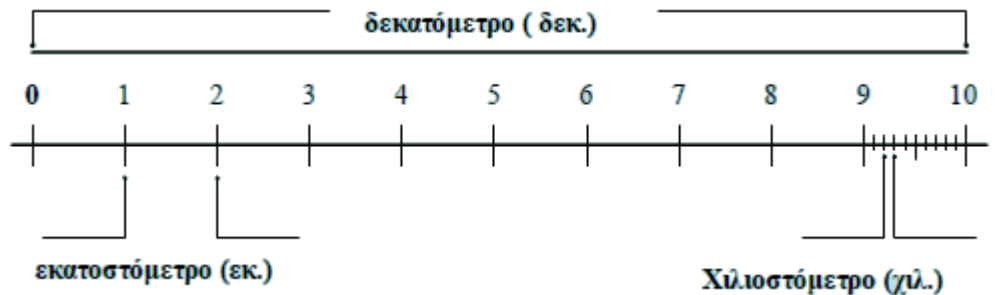 δεκατόμετρο ( δεκ.)
0 1 2 3 4 5 6 7 8 9 10
εκατοστόμετρο (εκ.)
Χιλιοστόμετρο (χιλ.)